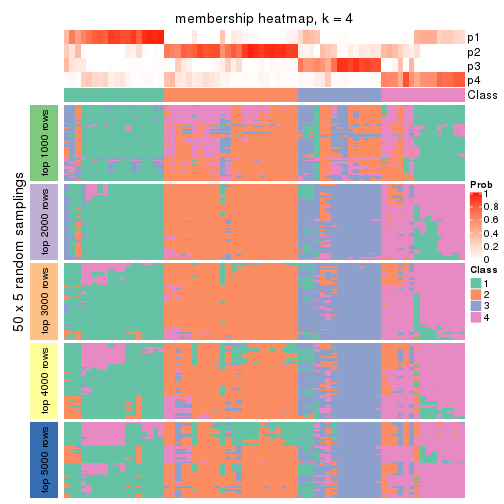 membership heatmap, k = 4
p1
p2
p3
p4
Class
50 x 5 random samplings
top 1000 rows
top 2000 rows
top 3000 rows
top 4000 rows
top 5000 rows
Prob
1
0.8
0.6
0.4
0.2
0
Class
1
2
3
4